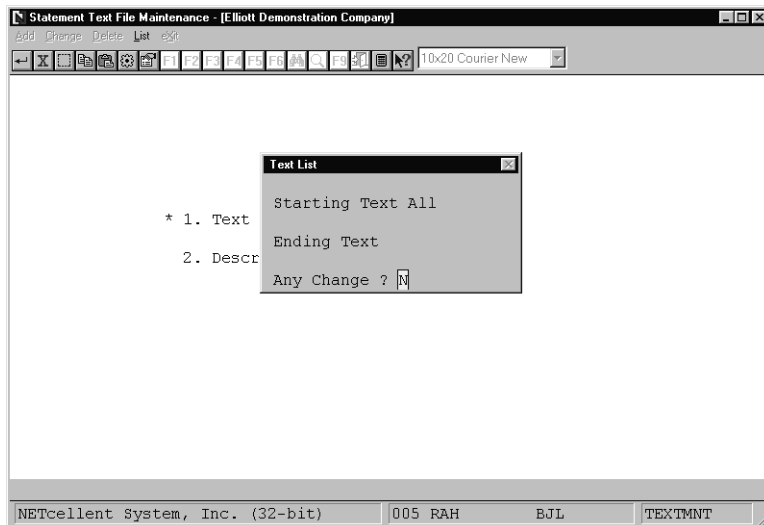 Statement Text File Maintenance - [Elliott Demonstration Company]
Add Change Delete List eXit
F1 F2 F3 F4 F5 F6 F9 10x20 Courier New
Text List
Starting Text All
* 1. Text
Ending Text
2. Descr
Any Change ? N
NETcellent System, Inc. (32-bit) 005 RAH BJL TEXTMNT